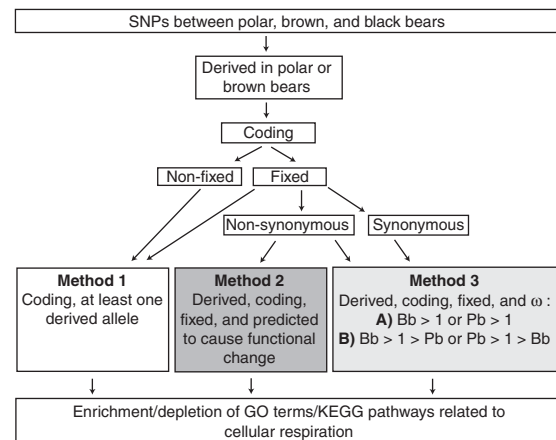 SNPs between polar, brown, and black bears
Derived in polar or
brown bears
Coding
Non-fixed
Fixed
Non-synonymous
Synonymous
Method 1
Coding, at least one
derived allele
Method 2
Derived, coding,
fixed, and predicted
to cause functional
change
Method 3
Derived, coding, fixed, and ω :
A) Bb > 1 or Pb > 1
B) Bb > 1 > Pb or Pb > 1 > Bb
Enrichment/depletion of GO terms/KEGG pathways related to
cellular respiration